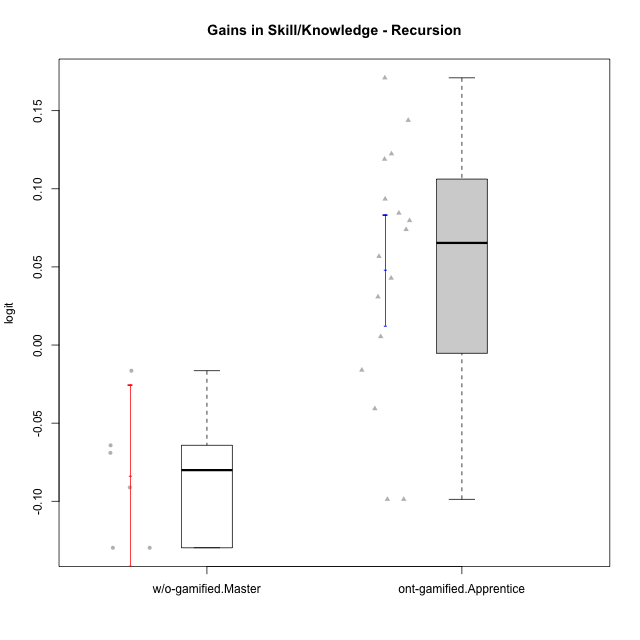 Gains in Skill/Knowledge - Recursion
logit
0.15
0.10
0.05
0.00
-0.05
-0.10
w/o-gamified.Master
ont-gamified.Apprentice